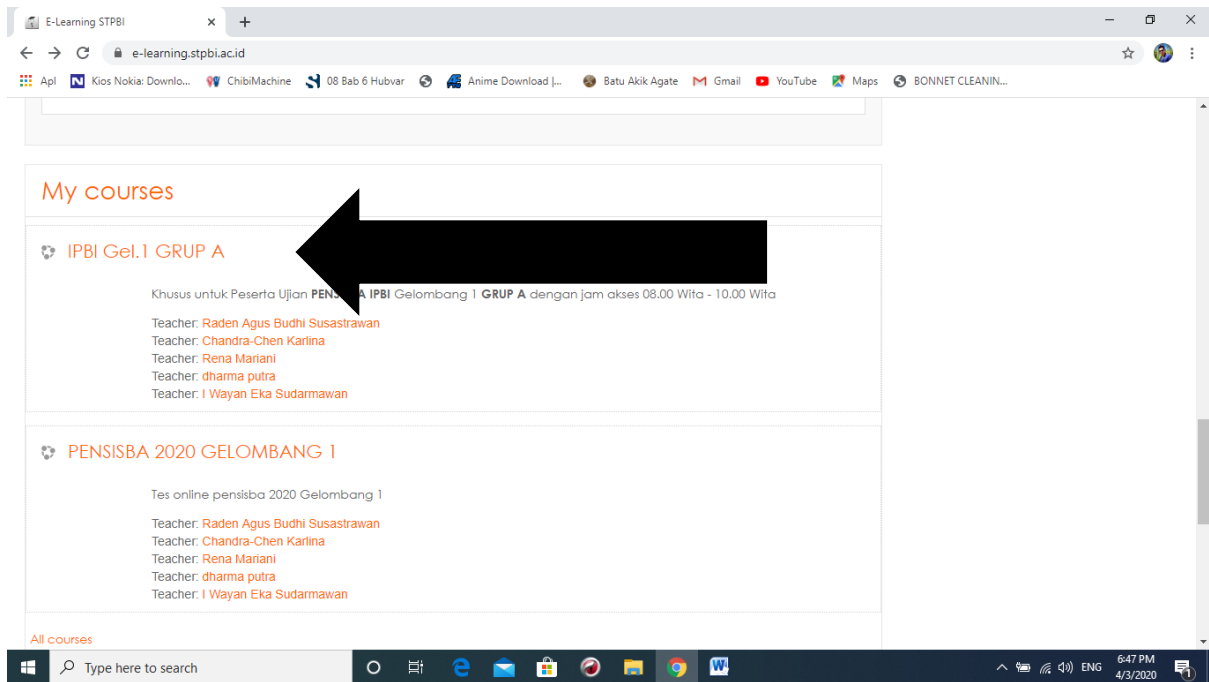 E-Learning STPBI
e-learning.stpbi.ac.id
Apl Kios Nokia: Downlo... ChibiMachine 08 Bab 6 Hubvar Anime Download |... Batu Akik Agate Gmail YouTube Maps BONNET CLEANIN...
My courses
IPBI Gel.1 GRUP A
Khusus untuk Peserta Ujian IPBI Gelombang 1 GRUP A dengan jam akses 08.00 Wita - 10.00 Wita
Teacher: Raden Agus Budhi Susastrawan
Teacher: Chandra-Chen Karlina
Teacher: Rena Mariani
Teacher: dharma putra
Teacher: I Wayan Eka Sudarmawan
PENSISBA 2020 GELOMBANG 1
Tes online pensisba 2020 Gelombang 1
Teacher: Raden Agus Budhi Susastrawan
Teacher: Chandra-Chen Karlina
Teacher: Rena Mariani
Teacher: dharma putra
Teacher: I Wayan Eka Sudarmawan
All courses
Type here to search
ENG
6:47 PM
4/3/2020
1